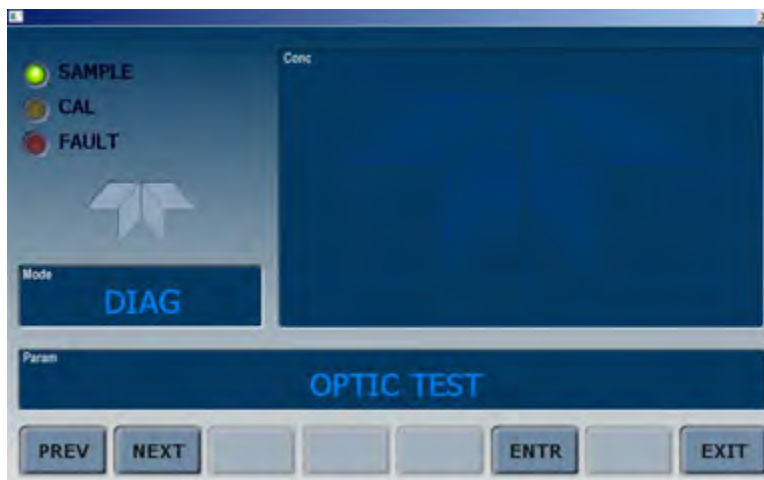 SAMPLE
CAL
FAULT
Conc
Mode
DIAG
Param
OPTIC TEST
PREV NEXT ENTR EXIT